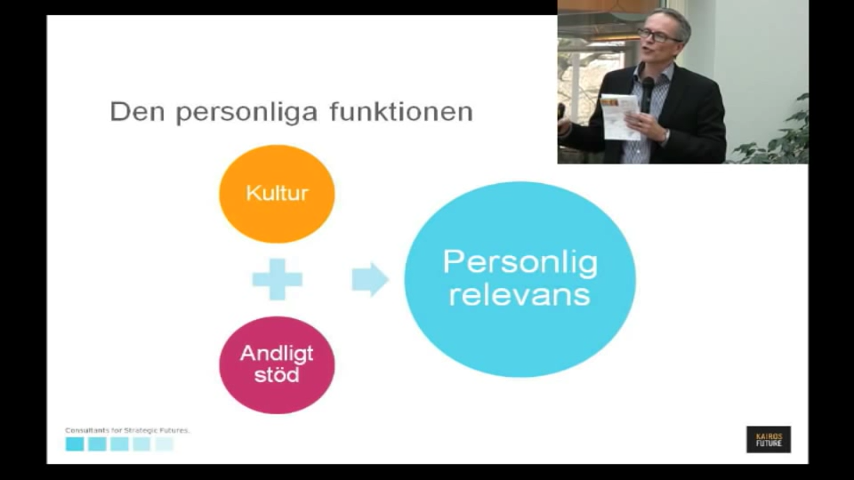 Den personliga funktionen
Kultur
Personlig
relevans
Andligt
stöd
Consultants for Strategic Futures.
KAIROS
FUTURE